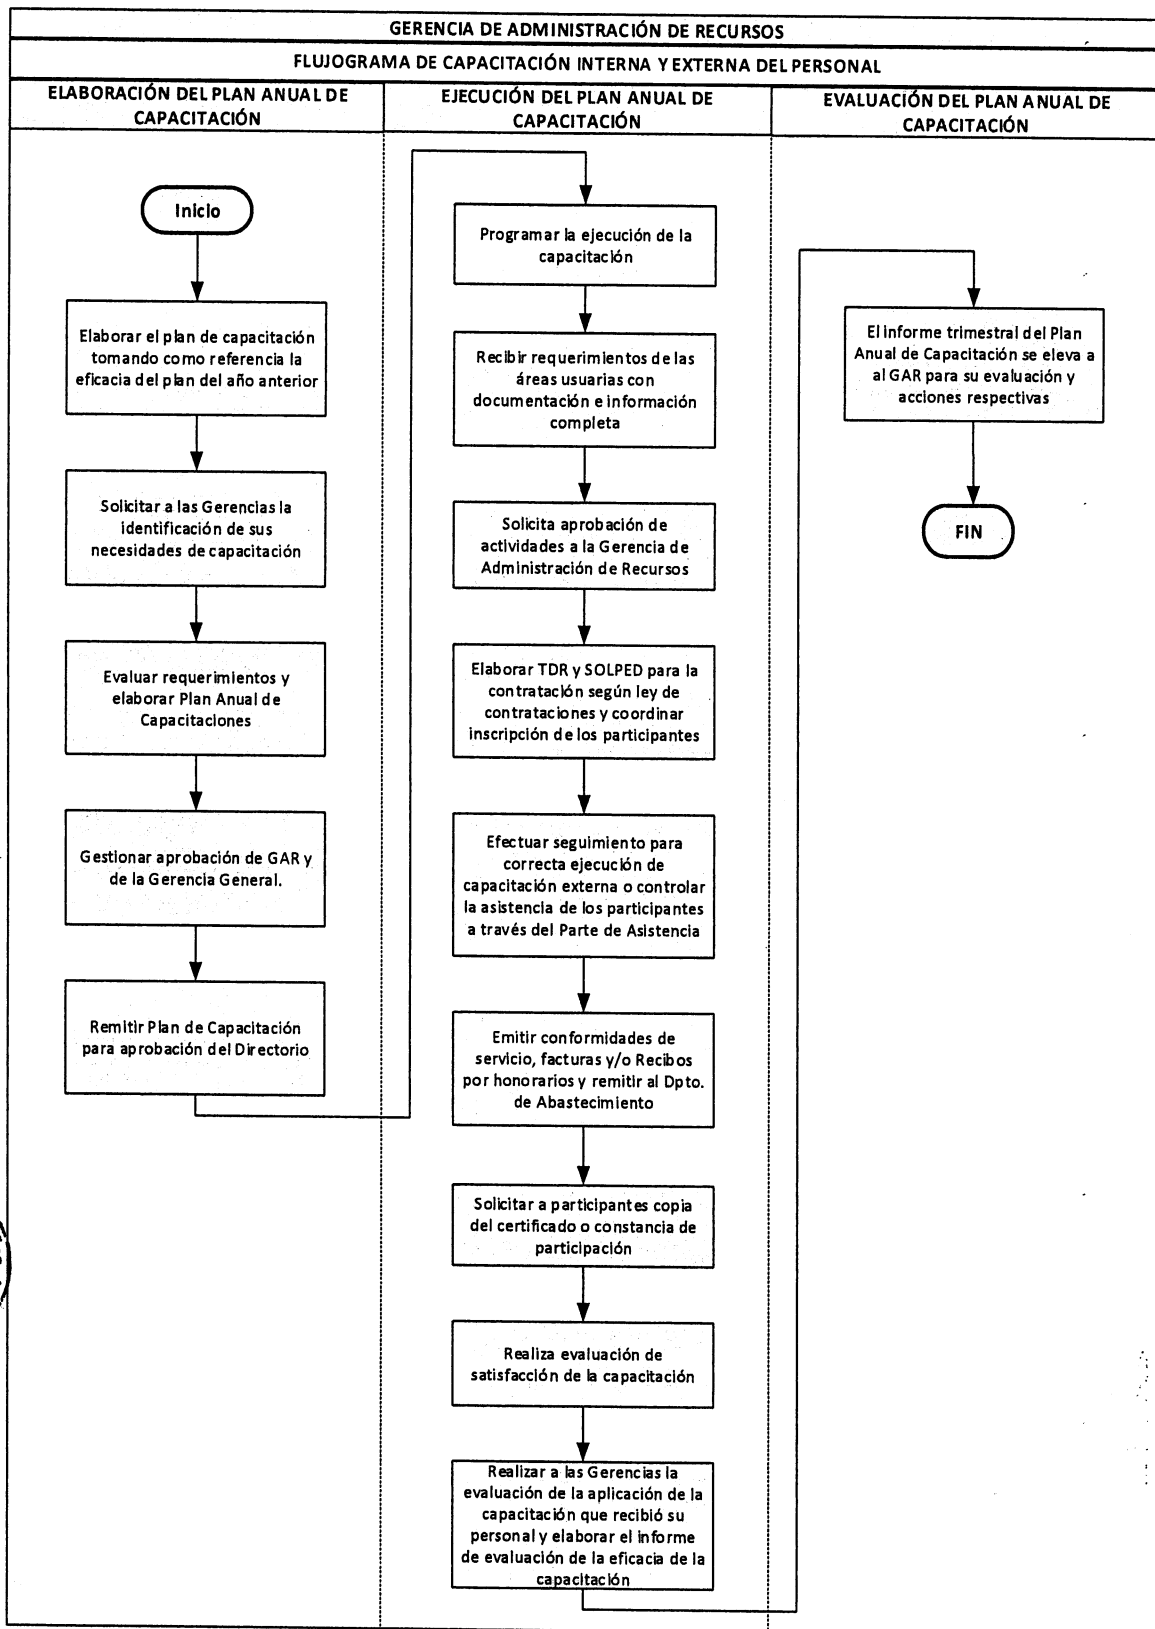 GERENCIA DE ADMINISTRACIÓN DE RECURSOS
FLUJOGRAMA DE CAPACITACIÓN INTERNA Y EXTERNA DEL PERSONAL
ELABORACIÓN DEL PLAN ANUAL DE
CAPACITACIÓN
Inicio
Elaborar el plan de capacitación
tomando como referencia la
eficacia del plan del año anterior
Solicitar a las Gerencias la
identificación de sus
necesidades de capacitación
Evaluar requerimientos y
elaborar Plan Anual de
Capacitaciones
Gestionar aprobación de GAR y
de la Gerencia General.
Remitir Plan de Capacitación
para aprobación del Directorio
EJECUCIÓN DEL PLAN ANUAL DE
CAPACITACIÓN
Programar la ejecución de la
capacitación
Recibir requerimientos de las
áreas usuarias con
documentación e información
completa
Solicita aprobación de
actividades a la Gerencia de
Administración de Recursos
Elaborar TDR y SOLPED para la
contratación según ley de
contrataciones y coordinar
inscripción de los participantes
Efectuar seguimiento para
correcta ejecución de
capacitación externa o controlar
la asistencia de los participantes
a través del Parte de Asistencia
Emitir conformidades de
servicio, facturas y/o Recibos
por honorarios y remitir al Dpto.
de Abastecimiento
Solicitar a participantes copia
del certificado o constancia de
participación
Realiza evaluación de
satisfacción de la capacitación
Realizar a las Gerencias la
evaluación de la aplicación de la
capacitación que recibió su
personal y elaborar el informe
de evaluación de la eficacia de la
capacitación
EVALUACIÓN DEL PLAN ANUAL DE
CAPACITACIÓN
El informe trimestral del Plan
Anual de Capacitación se eleva a
al GAR para su evaluación y
acciones respectivas
FIN